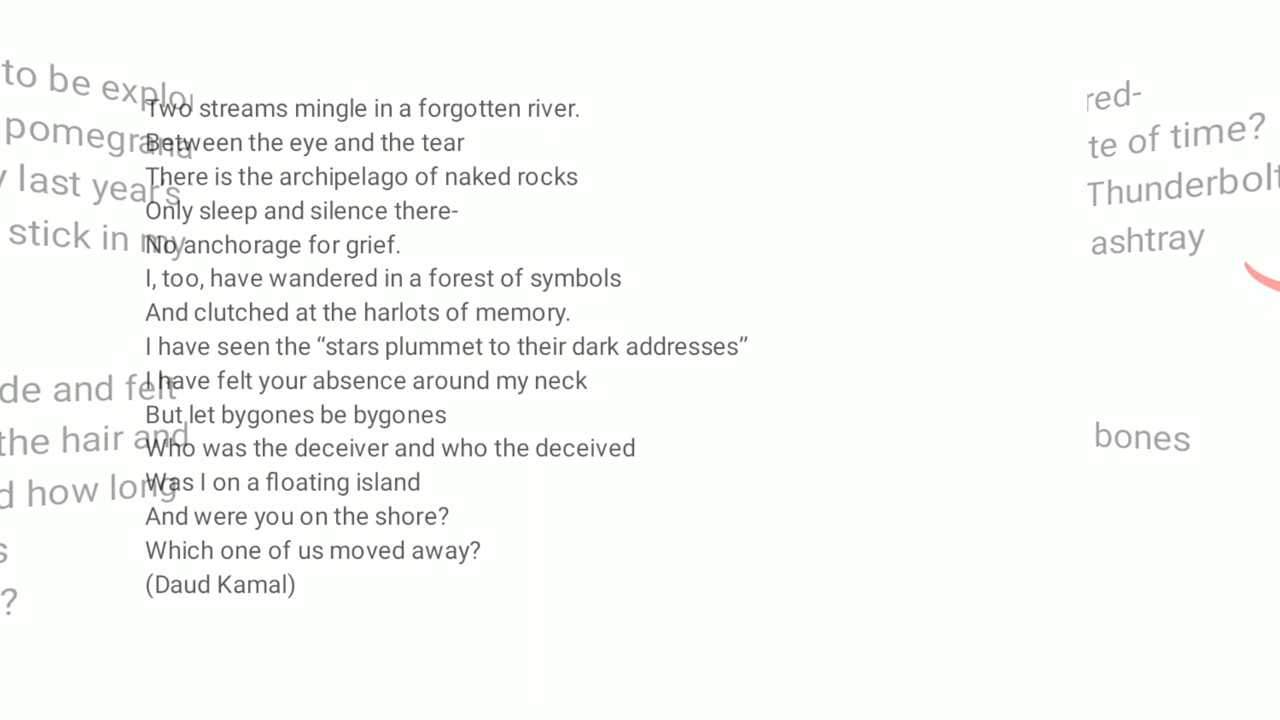 to be explo
pomegrana
last year's
stick in my
de and felt
the hair and
d how long
s
?
Two streams mingle in a forgotten river.
Between the eye and the tear
There is the archipelago of naked rocks
Only sleep and silence there-
No anchorage for grief.
I, too, have wandered in a forest of symbols
And clutched at the harlots of memory.
I have seen the “stars plummet to their dark addresses”
I have felt your absence around my neck
But let bygones be bygones
Who was the deceiver and who the deceived
Was I on a floating island
And were you on the shore?
Which one of us moved away?
(Daud Kamal)
red-
te of time?
Thunderbolt
ashtray
bones